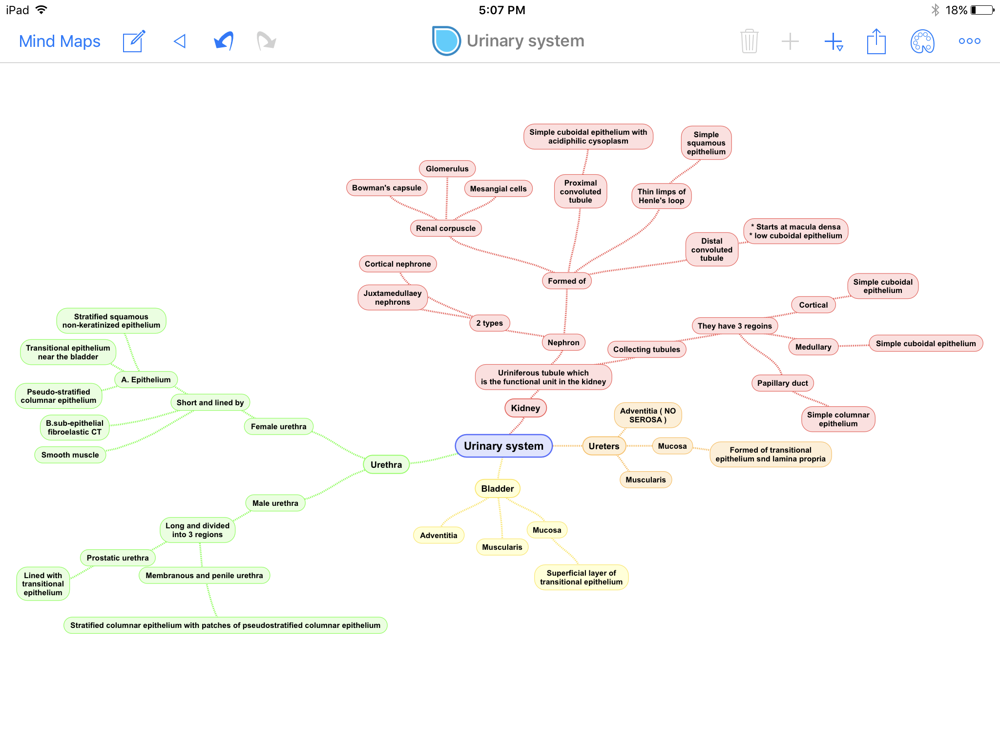 iPad
5:07 PM
18%
Mind Maps
Urinary system
Simple cuboidal epithelium with
acidiphilic cysoplasm
Simple
squamous
epithelium
Glomerulus
Bowman's capsule
Mesangial cells
Proximal
convoluted
tubule
Thin limps of
Henle's loop
Renal corpuscle
* Starts at macula densa
* low cuboidal epithelium
Distal
convoluted
tubule
Cortical nephrone
Formed of
Juxtamedullaey
nephrons
2 types
Nephron
Simple cuboidal
epithelium
Cortical
They have 3 regoins
Collecting tubules
Medullary
Simple cuboidal epithelium
Uriniferous tubule which
is the functional unit in the kidney
Papillary duct
Simple columnar
epithelium
Kidney
Urinary system
Adventitia ( NO
SEROSA )
Ureters
Mucosa
Formed of transitional
epithelium snd lamina propria
Muscularis
Stratified squamous
non-keratinized epithelium
Transitional epithelium
near the bladder
A. Epithelium
Pseudo-stratified
columnar epithelium
Short and lined by
B.sub-epithelial
fibroelastic CT
Female urethra
Smooth muscle
Urethra
Male urethra
Long and divided
into 3 regions
Prostatic urethra
Lined with
transitional
epithelium
Membranous and penile urethra
Stratified columnar epithelium with patches of pseudostratified columnar epithelium
Bladder
Adventitia
Muscularis
Mucosa
Superficial layer of
transitional epithelium